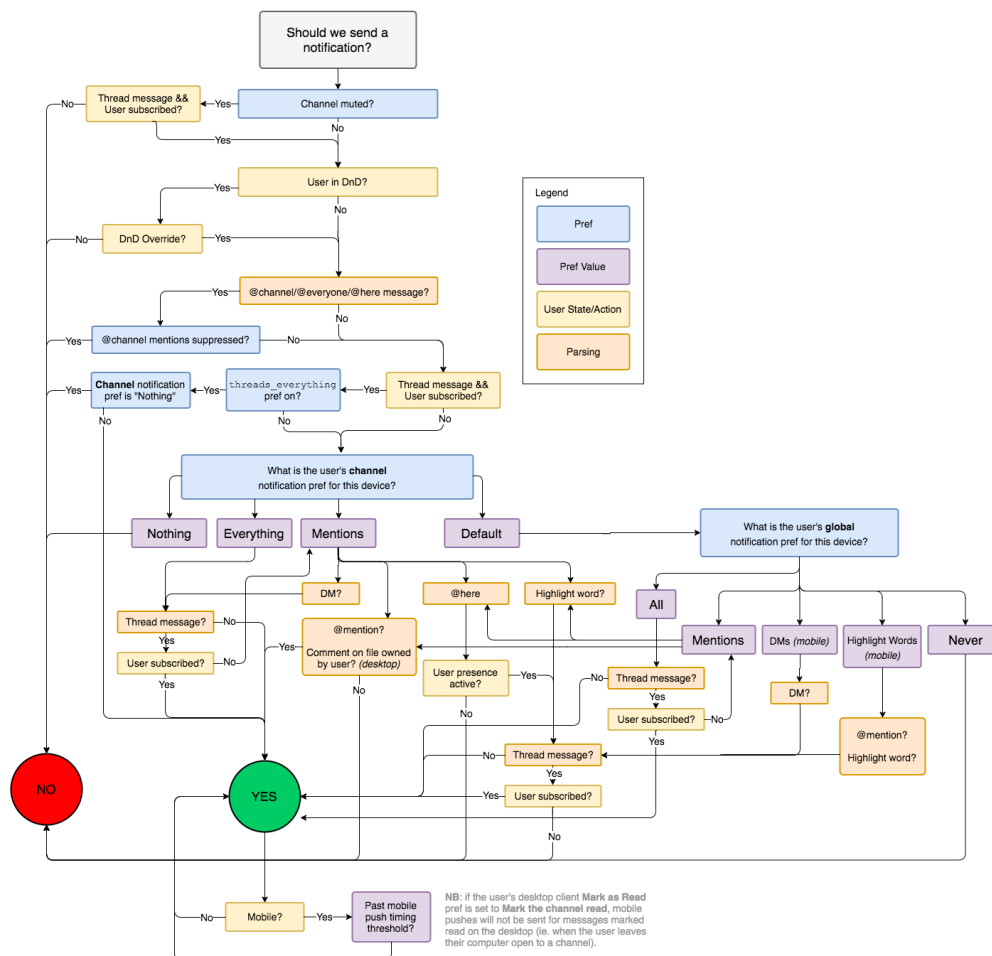 Should we send a
notification?
Thread message &&
User subscribed?
No
Yes
Channel muted?
No
Yes
User in DnD?
Yes
No
DnD Override?
No
Yes
@channel/@everyone/@here message?
Yes
No
@channel mentions suppressed?
Yes
No
Channel notification
pref is "Nothing"
Yes
Yes
threads_everything
pref on?
Yes
Thread message &&
User subscribed?
No
No
No
Legend
Pref
Pref Value
User State/Action
Parsing
What is the user's channel
notification pref for this device?
Nothing
Everything
Mentions
Default
What is the user's global
notification pref for this device?
DM?
@here
Highlight word?
All
Mentions
DMs (mobile)
Highlight Words
(mobile)
Never
Thread message?
No
Yes
User subscribed?
No
Yes
@mention?
Comment on file owned
by user? (desktop)
Yes
No
User presence
active?
Yes
No
No
Thread message?
Yes
User subscribed?
No
Yes
DM?
@mention?
Highlight word?
No
Thread message?
Yes
Yes
User subscribed?
No
NO
YES
No
Mobile?
Yes
Past mobile
push timing
threshold?
NB: if the user's desktop client Mark as Read
pref is set to Mark the channel read, mobile
pushes will not be sent for messages marked
read on the desktop (ie. when the user leaves
their computer open to a channel).